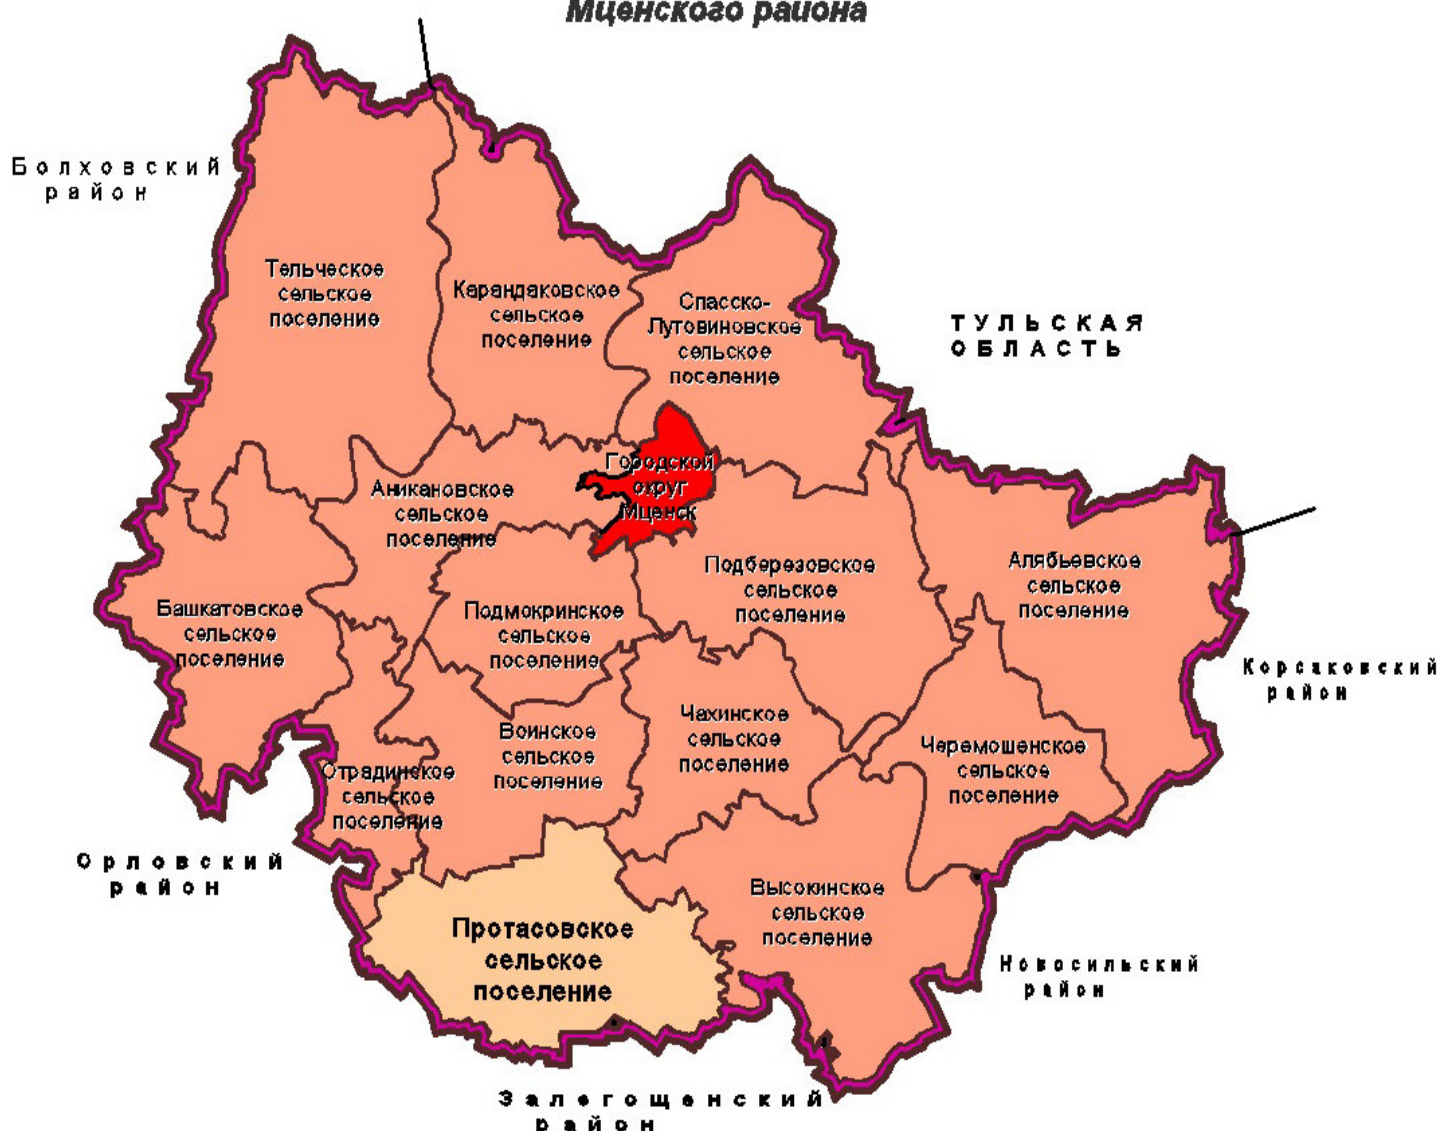 Мценского района
Болховский
район
Тельческое
сельское
поселение
Карандаковское
сельское
поселение
Спасско-
Лутовиновское
сельское
поселение
ТУЛЬСКАЯ
ОБЛАСТЬ
Городской
округ
Мценск
Аникановское
сельское
поселение
Подберезовское
сельское
поселение
Алябьевское
сельское
поселение
Башкатовское
сельское
поселение
Подмокринское
сельское
поселение
Корсаковский
район
Чахинское
сельское
поселение
Воинское
сельское
поселение
Черемошенское
сельское
поселение
Отрадинское
сельское
поселение
Орловский
район
Высокинское
сельское
поселение
Протасовское
сельское
поселение
Новосильский
район
Залегощенский
район